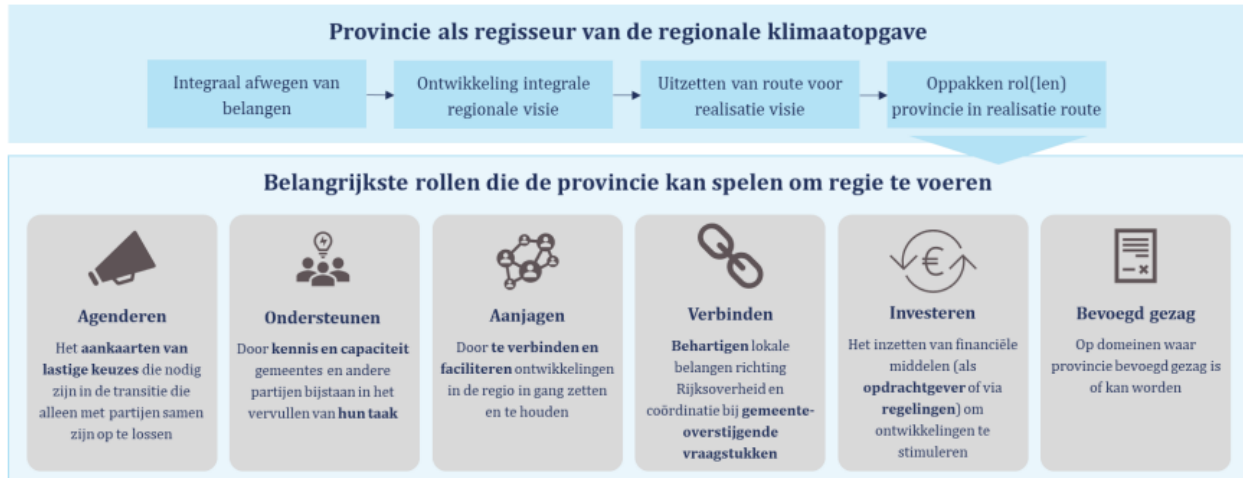 Provincie als regisseur van de regionale klimaatopgave
Integraal afwegen van
belangen
Ontwikkeling integrale
regionale visie
Uitzetten van route voor
realisatie visie
Oppakken rol(len)
provincie in realisatie route
Belangrijkste rollen die de provincie kan spelen om regie te voeren
Agenderen
Het aankaarten van
lastige keuzes die nodig
zijn in de transitie die
alleen met partijen samen
zijn op te lossen
Ondersteunen
Door kennis en capaciteit
gemeentes en andere
partijen bijstaan in het
vervullen van hun taak
Aanjagen
Door te verbinden en
faciliteren ontwikkelingen
in de regio in gang zetten
en te houden
Verbinden
Behartigen lokale
belangen richting
Rijksoverheid en
coördinatie bij gemeente-
overstijgende
vraagstukken
€
Investeren
Het inzetten van financiële
middelen (als
opdrachtgever of via
regelingen) om
ontwikkelingen te
stimuleren
Bevoegd gezag
Op domeinen waar
provincie bevoegd gezag is
of kan worden